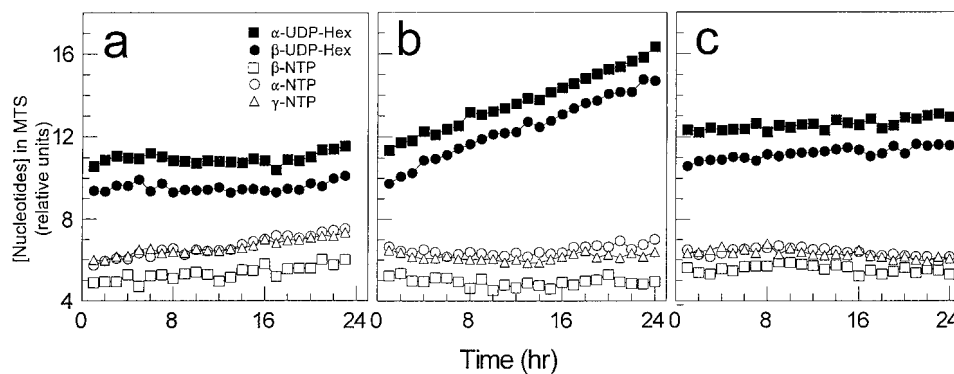 a
b
c
α-UDP-Hex
β-UDP-Hex
β-NTP
α-NTP
γ-NTP
[Nucleotides] in MTS
(relative units)
16
12
8
4
0 8 16 24 0 8 16 24 0 8 16 24
Time (hr)